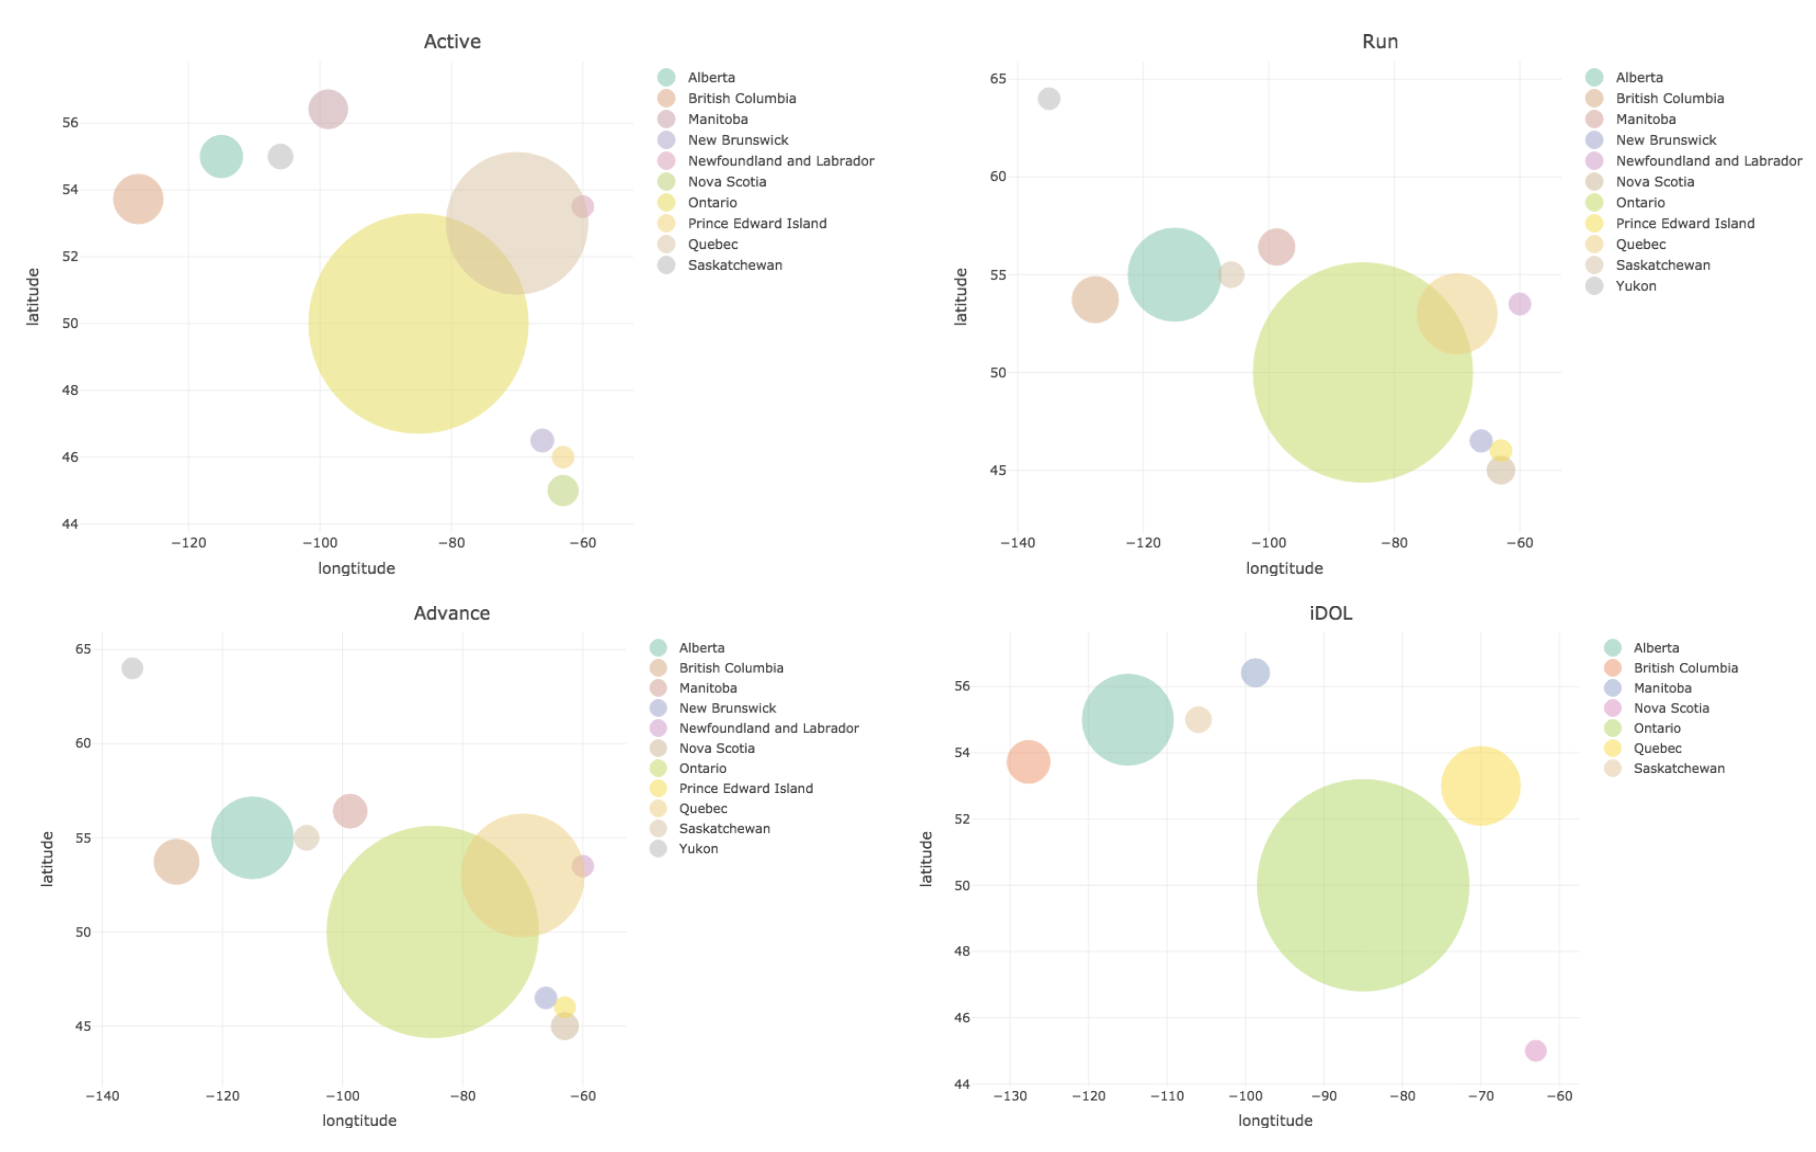 Active
56
54
52
50
48
46
44
−120
−100
−80
−60
longtitude
latitude
Alberta
British Columbia
Manitoba
New Brunswick
Newfoundland and Labrador
Nova Scotia
Ontario
Prince Edward Island
Quebec
Saskatchewan
Run
65
60
55
50
45
−140
−120
−100
−80
−60
longtitude
latitude
Alberta
British Columbia
Manitoba
New Brunswick
Newfoundland and Labrador
Nova Scotia
Ontario
Prince Edward Island
Quebec
Saskatchewan
Yukon
Advance
65
60
55
50
45
−140
−120
−100
−80
−60
longtitude
latitude
Alberta
British Columbia
Manitoba
New Brunswick
Newfoundland and Labrador
Nova Scotia
Ontario
Prince Edward Island
Quebec
Saskatchewan
Yukon
iDOL
56
54
52
50
48
46
44
−130
−120
−110
−100
−90
−80
−70
−60
longtitude
latitude
Alberta
British Columbia
Manitoba
Nova Scotia
Ontario
Quebec
Saskatchewan